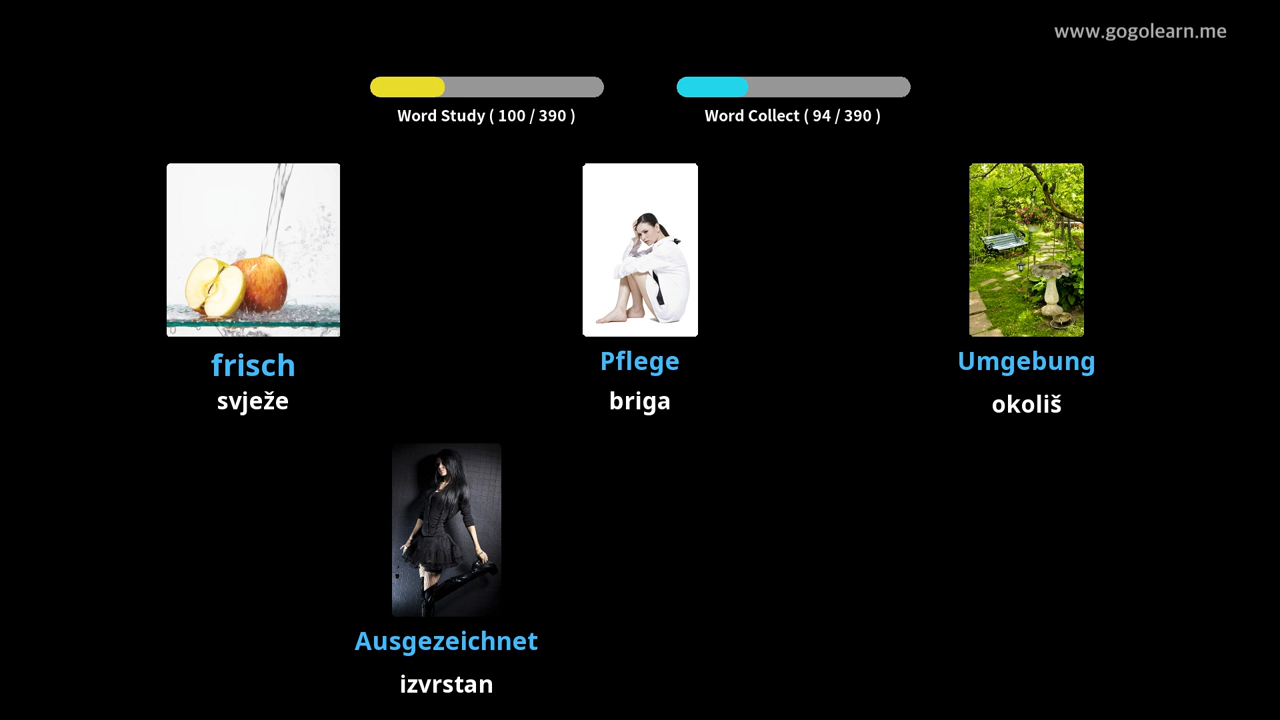 www.gogolearn.me
Word Study ( 100 / 390 )
Word Collect ( 94 / 390 )
frisch
svježe
Pflege
briga
Umgebung
okoliš
Ausgezeichnet
izvrstan